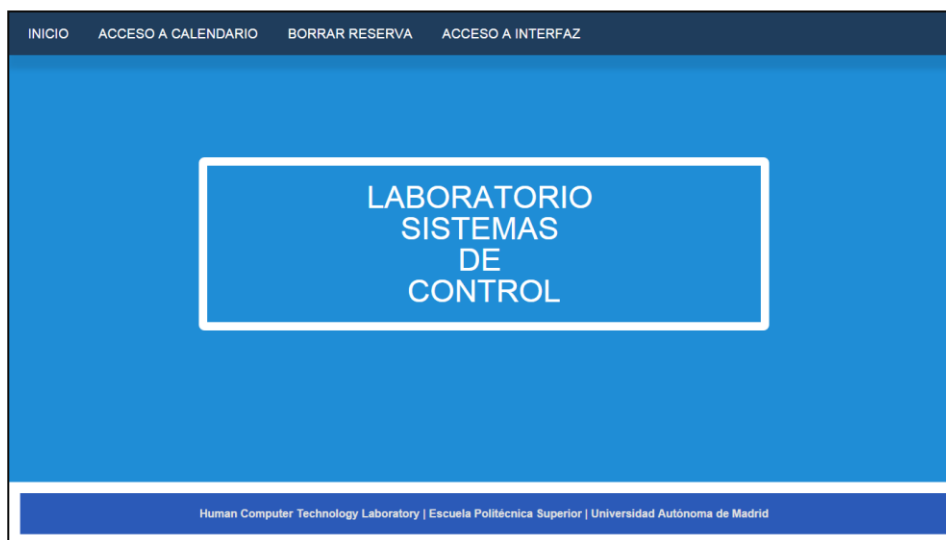 INICIO ACCESO A CALENDARIO BORRAR RESERVA ACCESO A INTERFAZ
LABORATORIO
SISTEMAS
DE
CONTROL
Human Computer Technology Laboratory | Escuela Politécnica Superior | Universidad Autónoma de Madrid